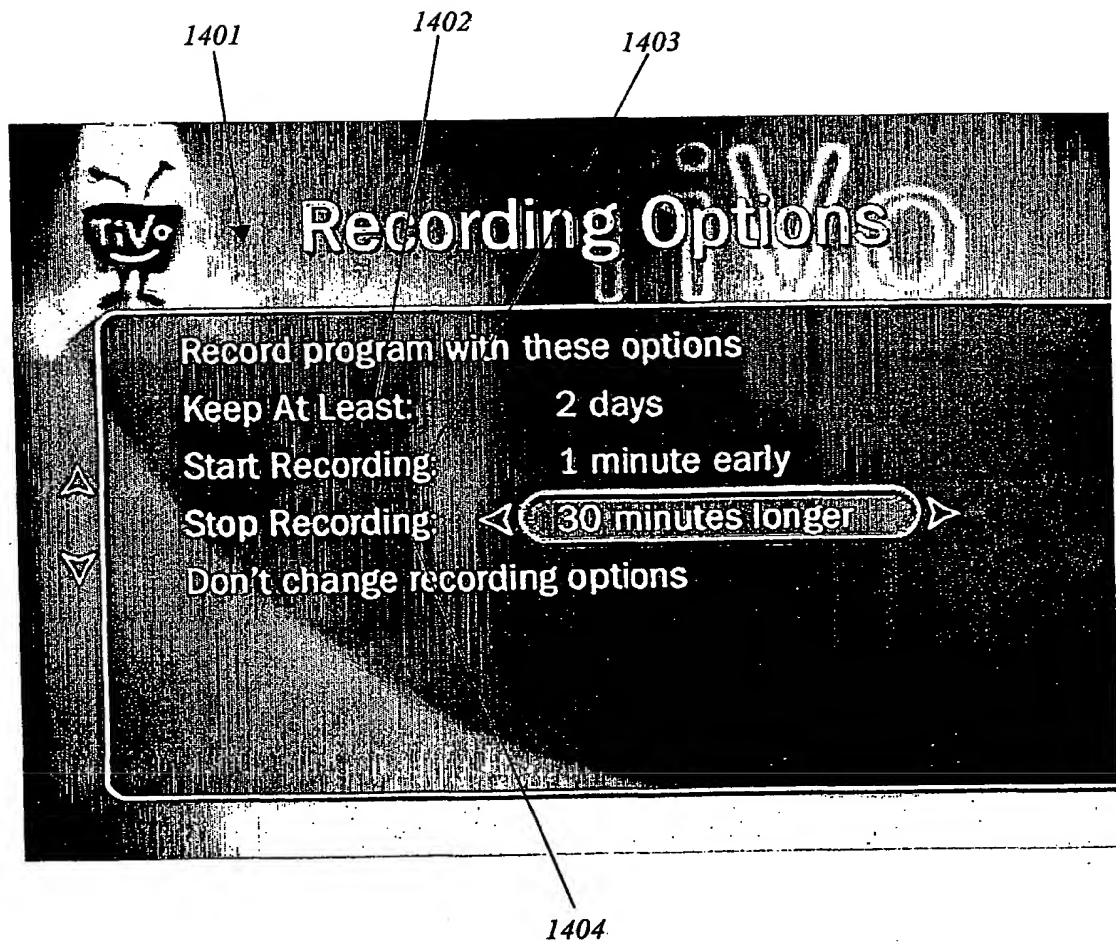 1401 1402 1403
TiVo
TiVo Recording Options
Record program with these options
Keep At Least: 2 days
Start Recording: 1 minute early
Stop Recording: 30 minutes longer
Don't change recording options
1404